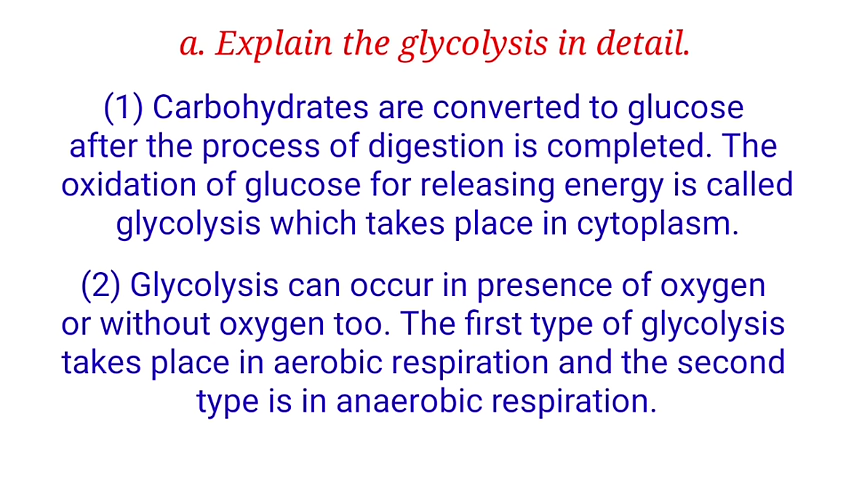 a. Explain the glycolysis in detail.
(1) Carbohydrates are converted to glucose
after the process of digestion is completed. The
oxidation of glucose for releasing energy is called
glycolysis which takes place in cytoplasm.
(2) Glycolysis can occur in presence of oxygen
or without oxygen too. The first type of glycolysis
takes place in aerobic respiration and the second
type is in anaerobic respiration.